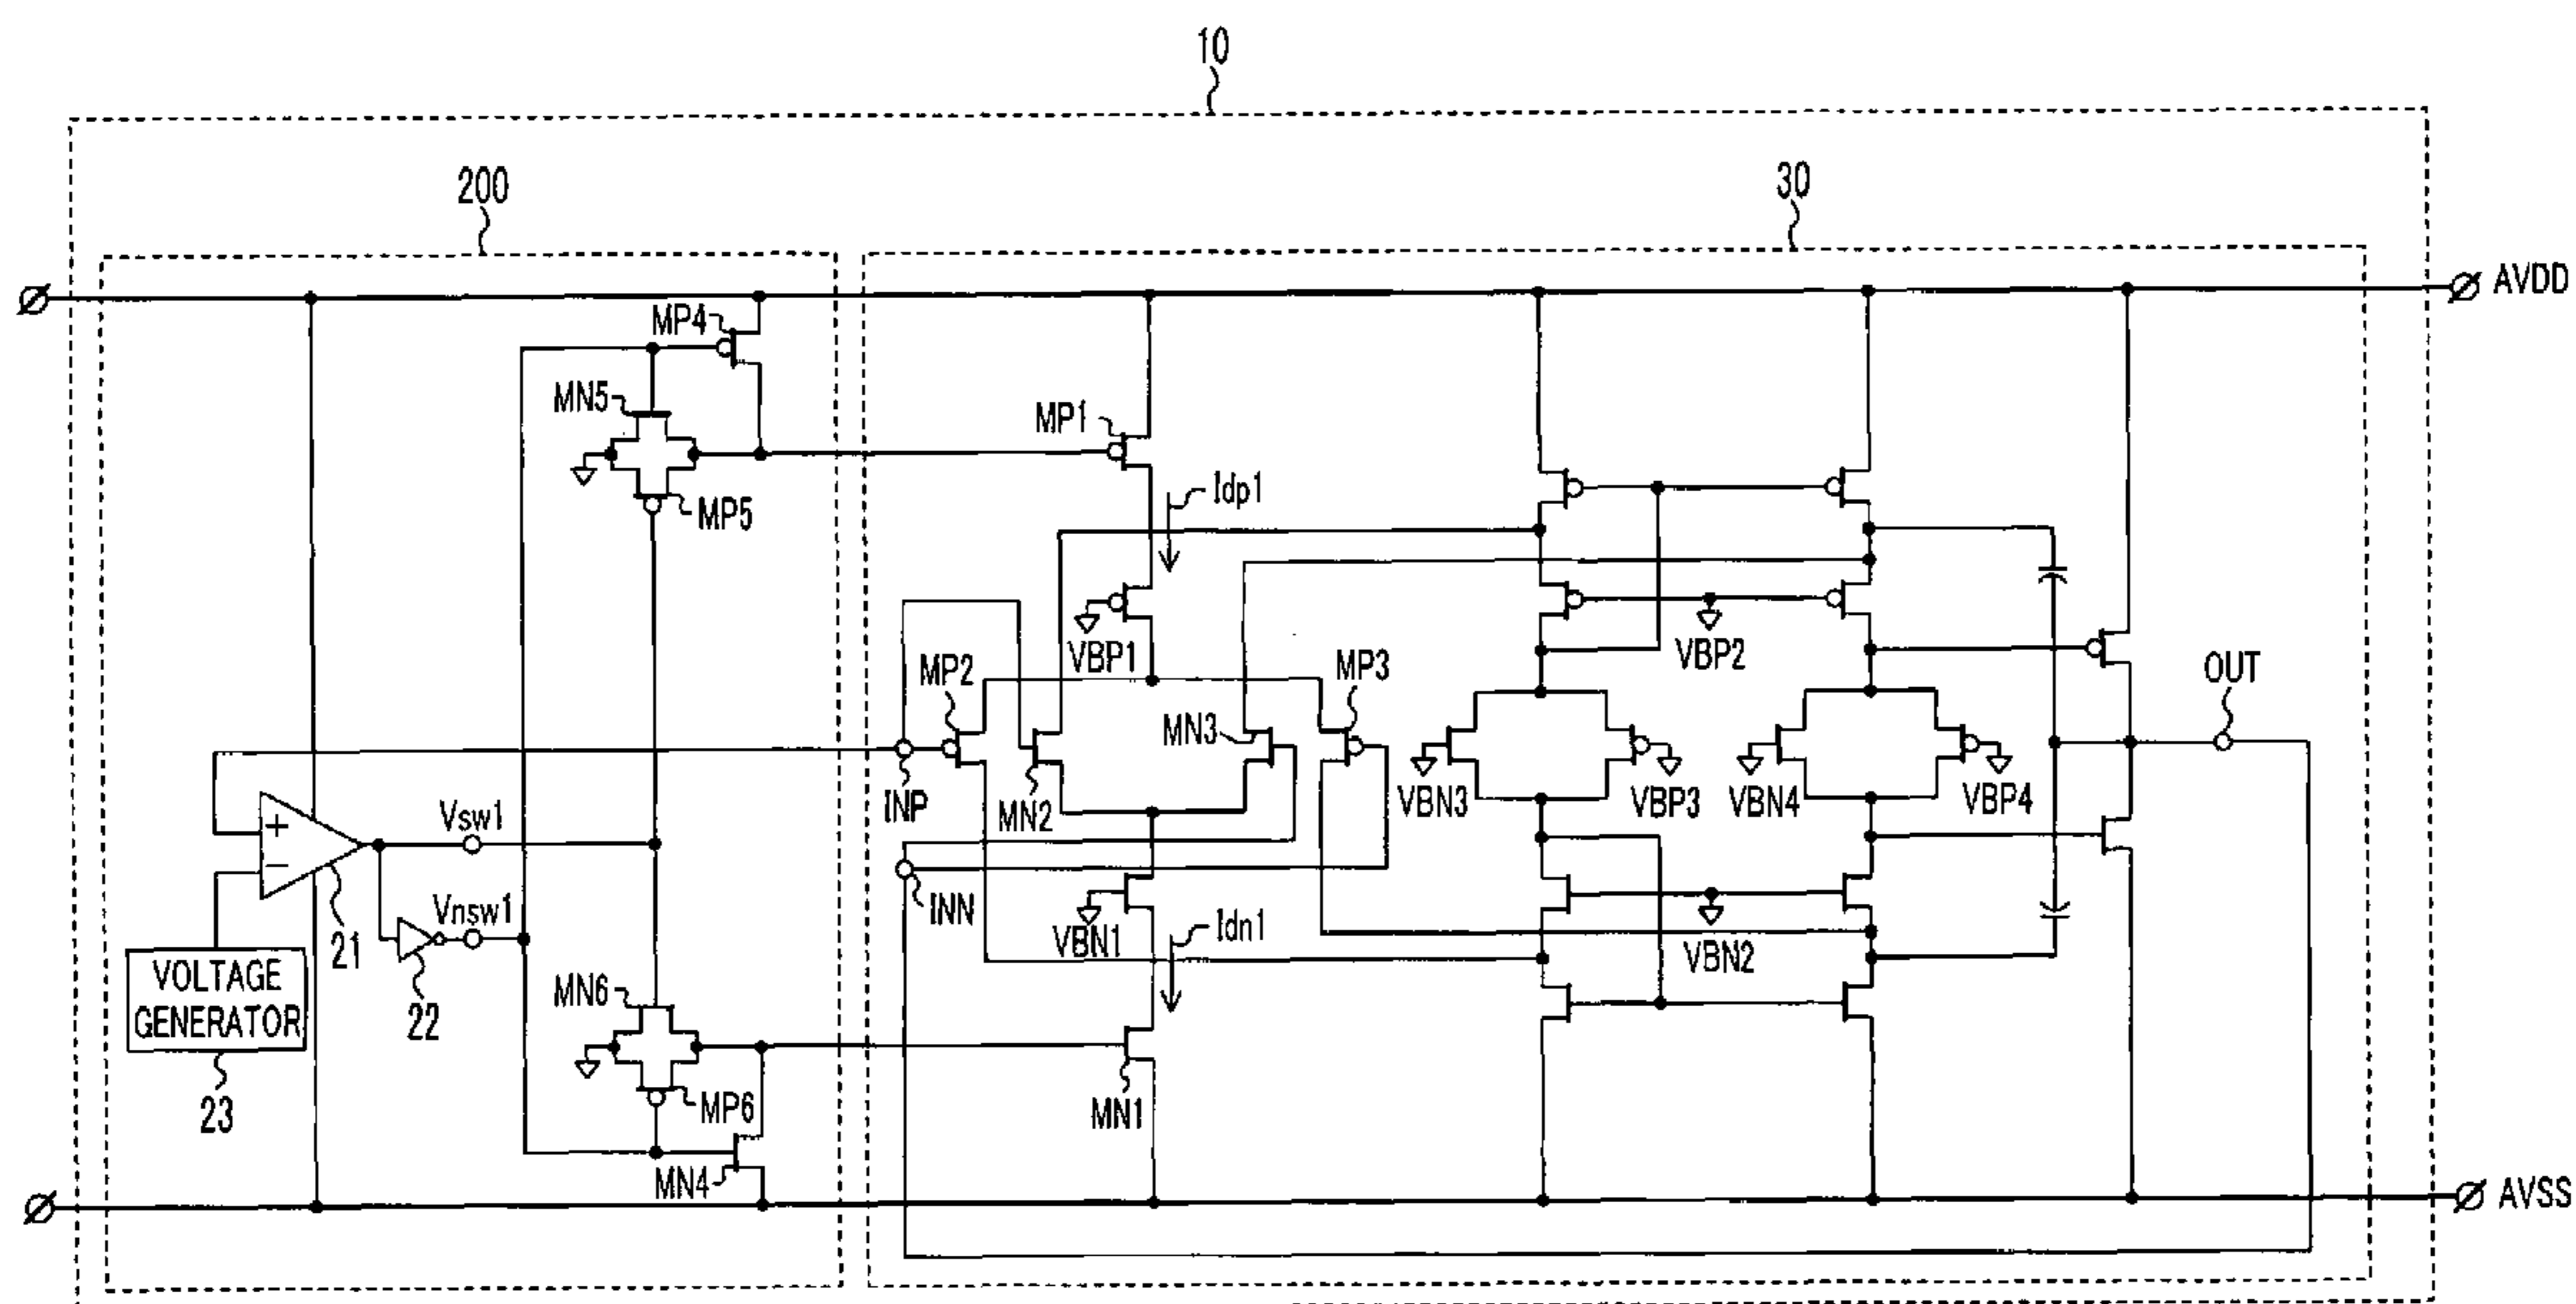 10
200
30
AVDD
MP4
MN5
MP1
Idp1
MP5
VBP1
VBP2
MP2
MP3
OUT
MN3
INP
MN2
VBN3
VBP3
VBN4
VBP4
+
−
Vsw1
21
Vnsw1
22
INN
VBN1
Idn1
VBN2
VOLTAGE
GENERATOR
23
MN6
MP6
MN1
MN4
AVSS